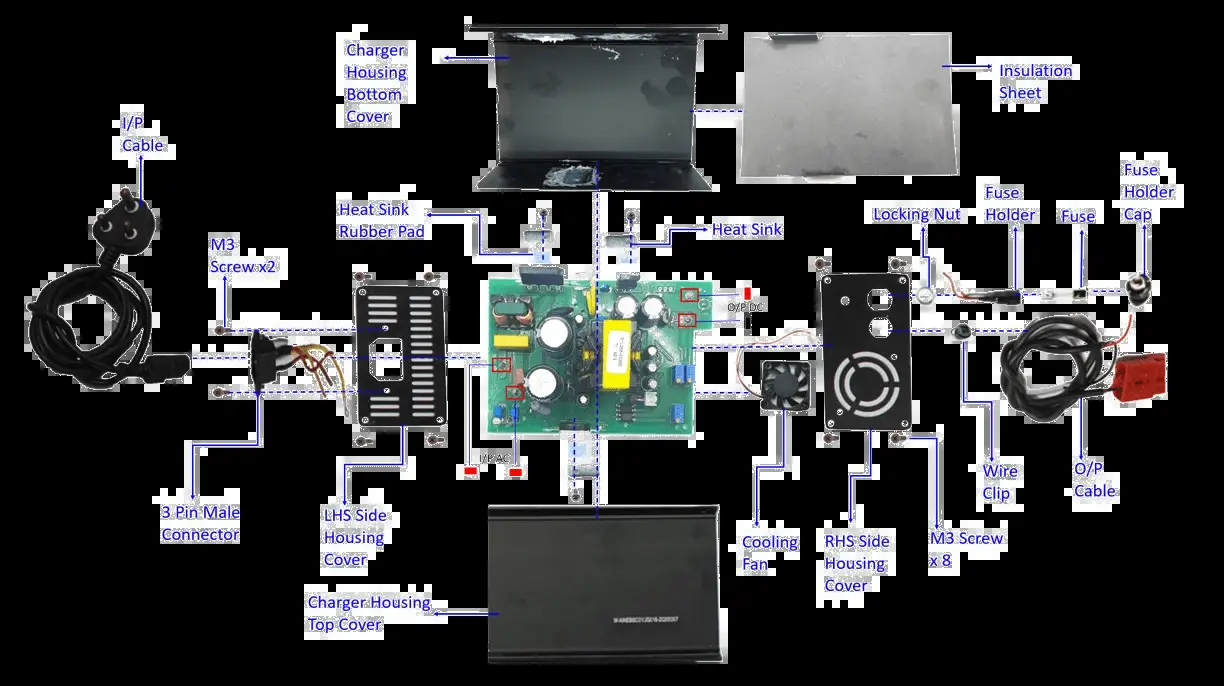 Charger
Housing
Bottom
Cover
Insulation
Sheet
I/P
Cable
Fuse
Holder
Cap
Fuse
Holder
Fuse
Locking Nut
Heat Sink
Rubber Pad
Heat Sink
M3
Screw x2
O/P DC
I/P AC
3 Pin Male
Connector
LHS Side
Housing
Cover
Cooling
Fan
RHS Side
Housing
Cover
M3 Screw
x 8
Wire
Clip
O/P
Cable
Charger Housing
Top Cover